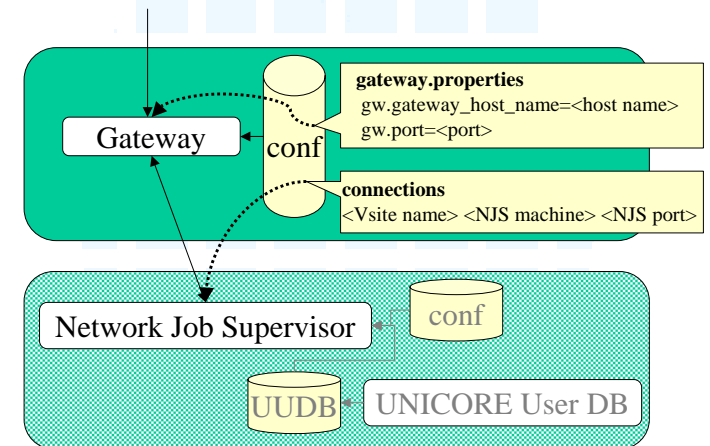 gateway.properties
gw.gateway_host_name=<host name>
gw.port=<port>
Gateway
conf
connections
<Vsite name> <NJS machine> <NJS port>
Network Job Supervisor
conf
UUDB
UNICORE User DB